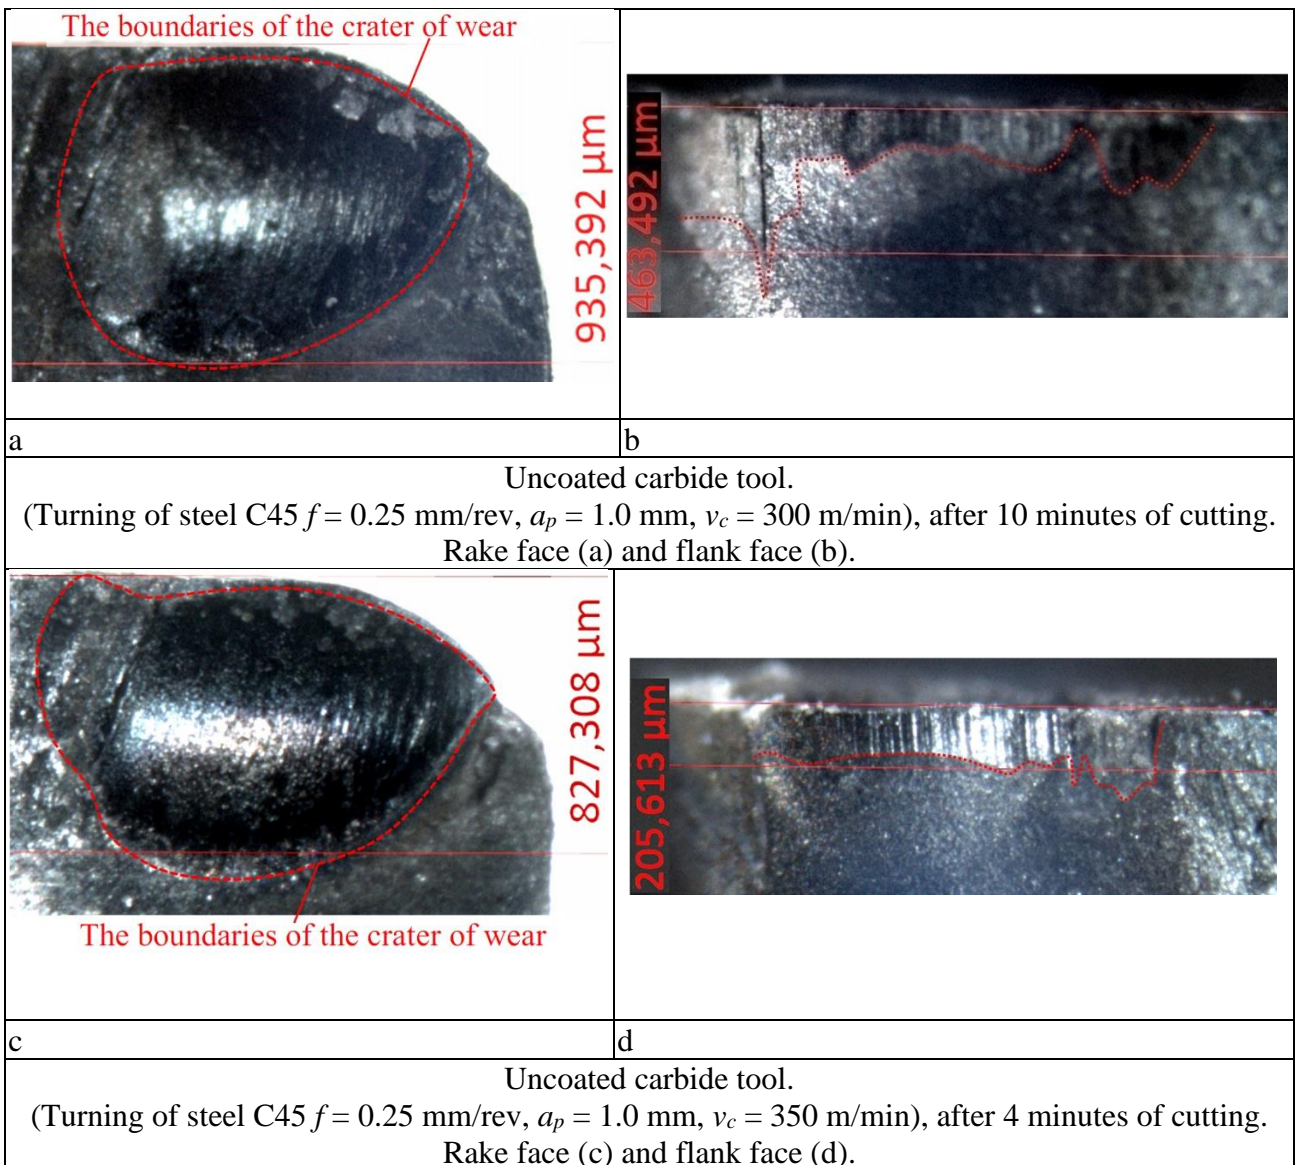 The boundaries of the crater of wear
935,392 μm
463,492 μm
a
b
Uncoated carbide tool.
(Turning of steel C45 f = 0.25 mm/rev, ap = 1.0 mm, vc = 300 m/min), after 10 minutes of cutting.
Rake face (a) and flank face (b).
827,308 μm
205,613 μm
The boundaries of the crater of wear
c
d
Uncoated carbide tool.
(Turning of steel C45 f = 0.25 mm/rev, ap = 1.0 mm, vc = 350 m/min), after 4 minutes of cutting.
Rake face (c) and flank face (d).